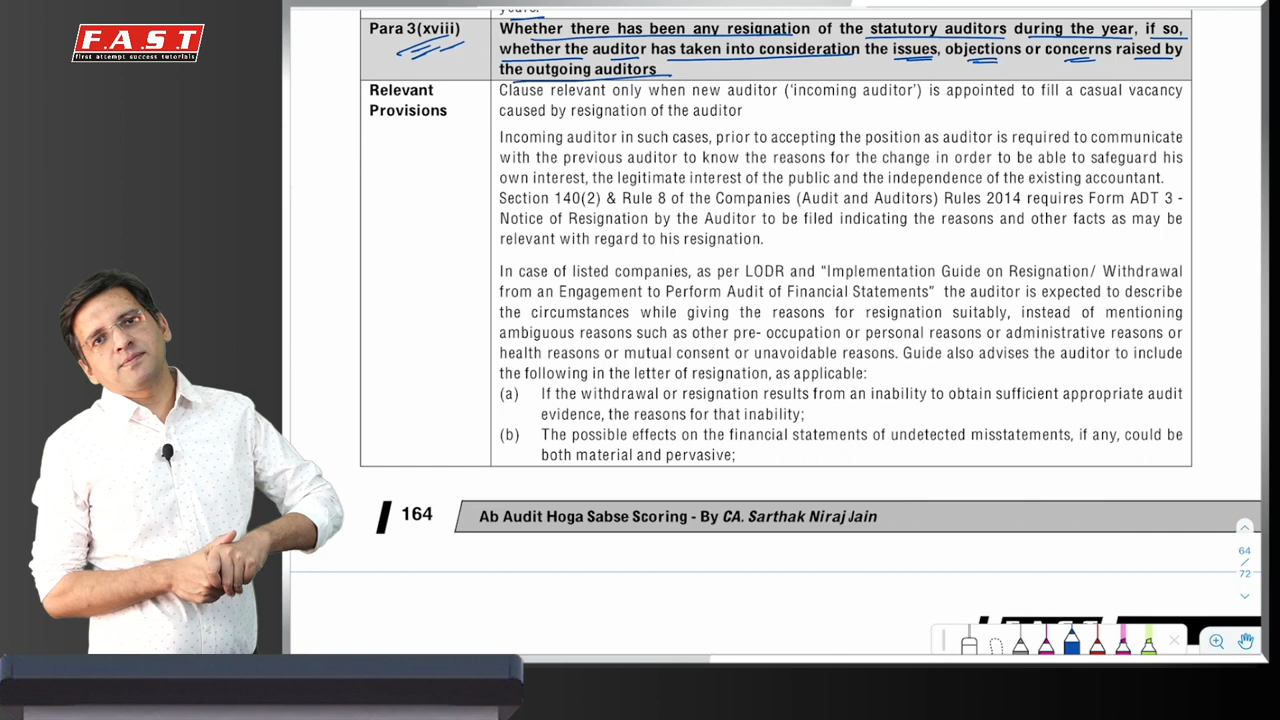 F.A.S.T
first attempt success tutorials
years.
Para 3(xviii)
Whether there has been any resignation of the statutory auditors during the year, if so,
whether the auditor has taken into consideration the issues, objections or concerns raised by
the outgoing auditors
Relevant
Provisions
Clause relevant only when new auditor (‘incoming auditor’) is appointed to fill a casual vacancy
caused by resignation of the auditor
Incoming auditor in such cases, prior to accepting the position as auditor is required to communicate
with the previous auditor to know the reasons for the change in order to be able to safeguard his
own interest, the legitimate interest of the public and the independence of the existing accountant.
Section 140(2) & Rule 8 of the Companies (Audit and Auditors) Rules 2014 requires Form ADT 3 -
Notice of Resignation by the Auditor to be filed indicating the reasons and other facts as may be
relevant with regard to his resignation.
In case of listed companies, as per LODR and “Implementation Guide on Resignation/ Withdrawal
from an Engagement to Perform Audit of Financial Statements” the auditor is expected to describe
the circumstances while giving the reasons for resignation suitably, instead of mentioning
ambiguous reasons such as other pre- occupation or personal reasons or administrative reasons or
health reasons or mutual consent or unavoidable reasons. Guide also advises the auditor to include
the following in the letter of resignation, as applicable:
(a) If the withdrawal or resignation results from an inability to obtain sufficient appropriate audit
evidence, the reasons for that inability;
(b) The possible effects on the financial statements of undetected misstatements, if any, could be
both material and pervasive;
164
Ab Audit Hoga Sabse Scoring - By CA. Sarthak Niraj Jain
64
/
72